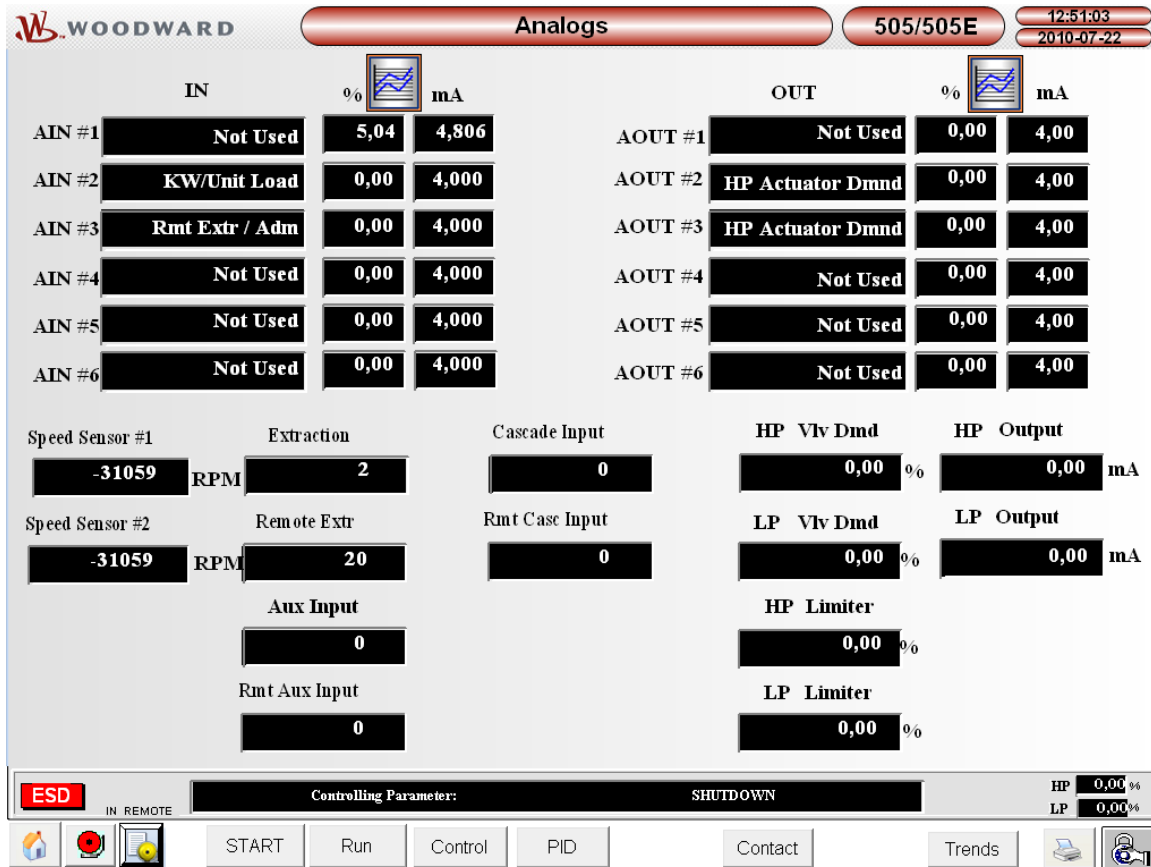 WOODWARD Analogs 505/505E 12:51:03
2010-07-22
IN % mA OUT % mA
AIN #1 Not Used 5,04 4,806 AOUT #1 Not Used 0,00 4,00
AIN #2 KW/Unit Load 0,00 4,000 AOUT #2 HP Actuator Dmnd 0,00 4,00
AIN #3 Rmt Extr / Adm 0,00 4,000 AOUT #3 HP Actuator Dmnd 0,00 4,00
AIN #4 Not Used 0,00 4,000 AOUT #4 Not Used 0,00 4,00
AIN #5 Not Used 0,00 4,000 AOUT #5 Not Used 0,00 4,00
AIN #6 Not Used 0,00 4,000 AOUT #6 Not Used 0,00 4,00
Speed Sensor #1 Extraction Cascade Input HP Vlv Dmd HP Output
-31059 RPM 2 0 0,00 % 0,00 mA
Speed Sensor #2 Remote Extr Rmt Casc Input LP Vlv Dmd LP Output
-31059 RPM 20 0 0,00 % 0,00 mA
Aux Input HP Limiter
0 0,00 %
Rmt Aux Input LP Limiter
0 0,00 %
ESD IN REMOTE Controlling Parameter: SHUTDOWN HP 0,00 %
LP 0,00%
START Run Control PID Contact Trends